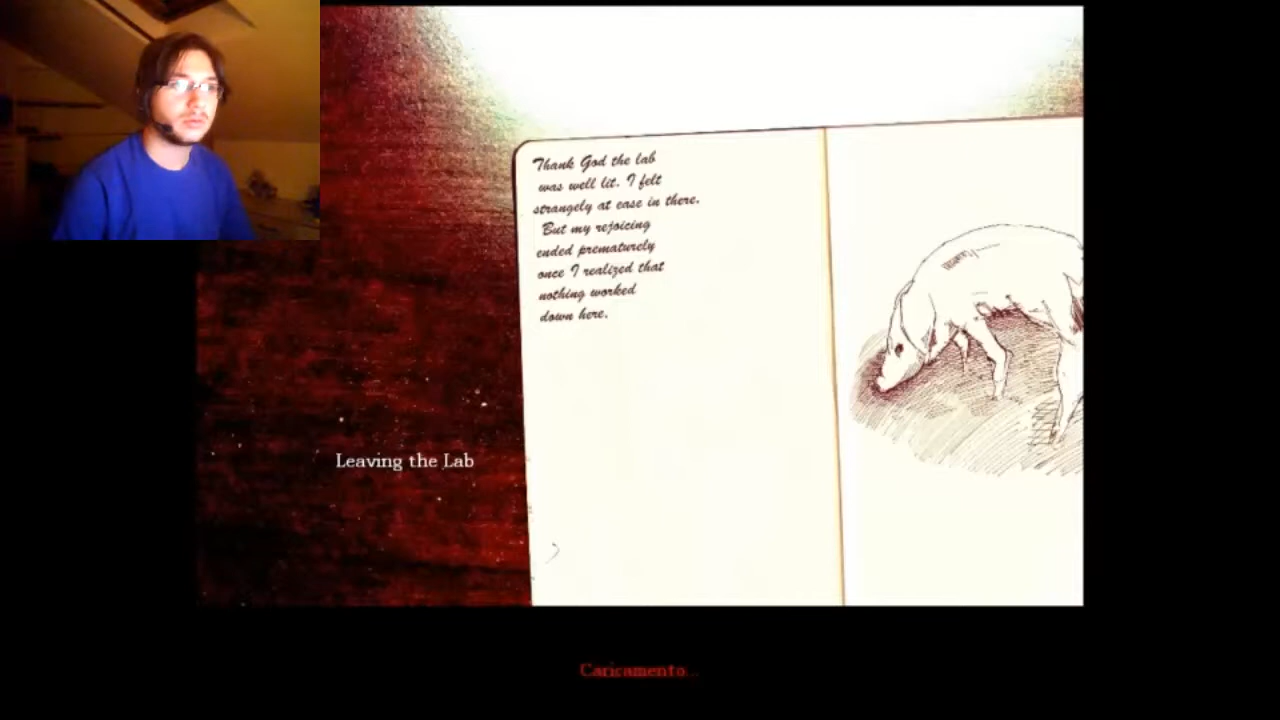 Thank God the lab
was well lit. I felt
strangely at ease in there.
But my rejoicing
ended prematurely
once I realized that
nothing worked
down here.
Leaving the Lab
Caricamento...